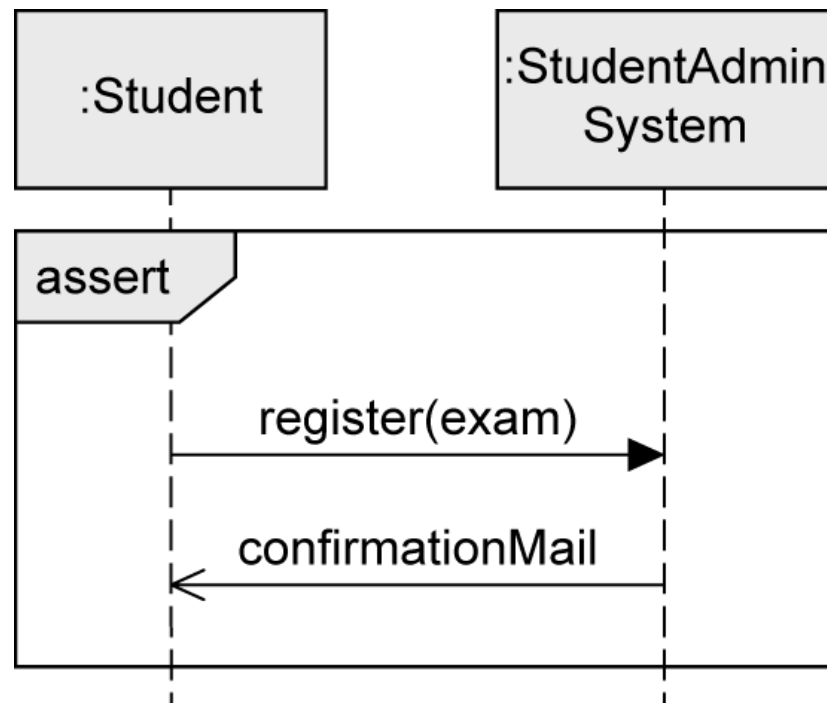 :Student
:StudentAdmin
System
assert
register(exam)
confirmationMail